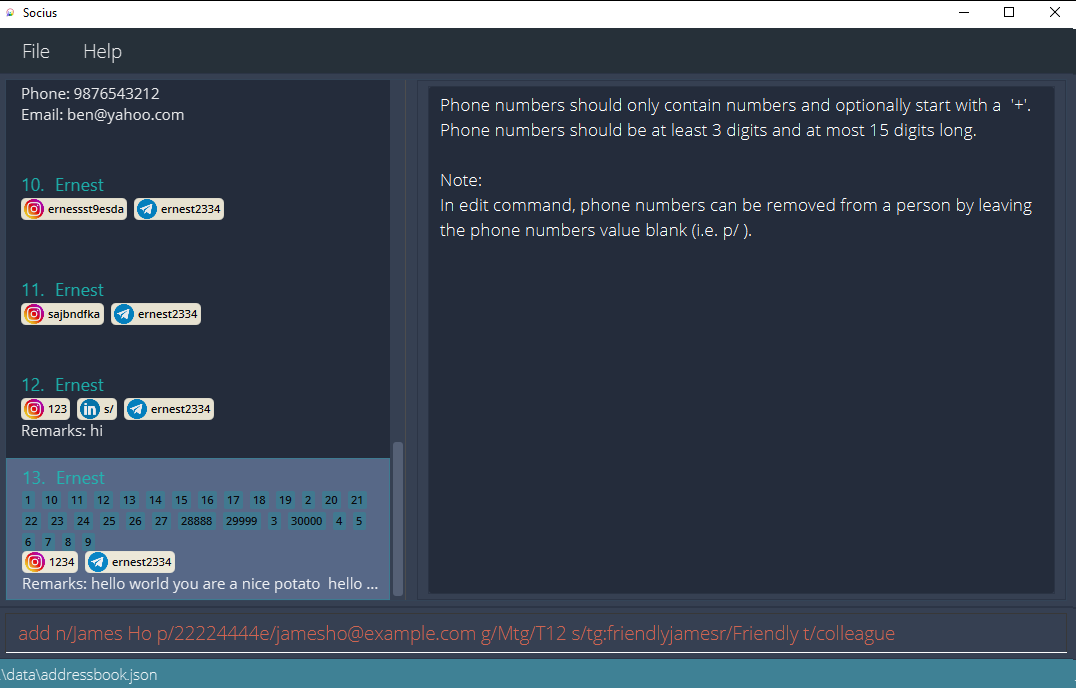 Socius
File Help
Phone: 9876543212
Email: ben@yahoo.com
10. Ernest
ernessst9esda ernest2334
11. Ernest
sajbndfka ernest2334
12. Ernest
123 in s/ ernest2334
Remarks: hi
13. Ernest
1 10 11 12 13 14 15 16 17 18 19 2 20 21
22 23 24 25 26 27 28888 29999 3 30000 4 5
6 7 8 9
1234 ernest2334
Remarks: hello world you are a nice potato hello ...
Phone numbers should only contain numbers and optionally start with a '+'.
Phone numbers should be at least 3 digits and at most 15 digits long.
Note:
In edit command, phone numbers can be removed from a person by leaving
the phone numbers value blank (i.e. p/ ).
add n/James Ho p/22224444e/jamesho@example.com g/Mtg/T12 s/tg:friendlyjamesr/Friendly t/colleague
\data\addressbook.json